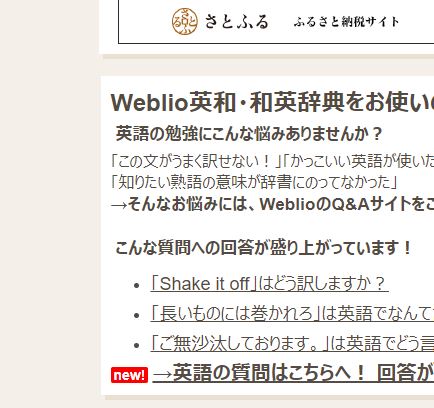 さとふる ふるさと納税サイト
Weblio英和・和英辞典をお使い
英語の勉強にこんな悩みありませんか？
「この文がうまく訳せない！」「かっこいい英語が使い
「知りたい熟語の意味が辞書にのってなかった」
→そんなお悩みには、WeblioのQ&Aサイトを
こんな質問への回答が盛り上がっています！
・「Shake it off」はどう訳しますか？
・「長いものには巻かれろ」は英語でなんて
・「ご無沙汰しております。」は英語でどう言
new! →英語の質問はこちらへ！ 回答が